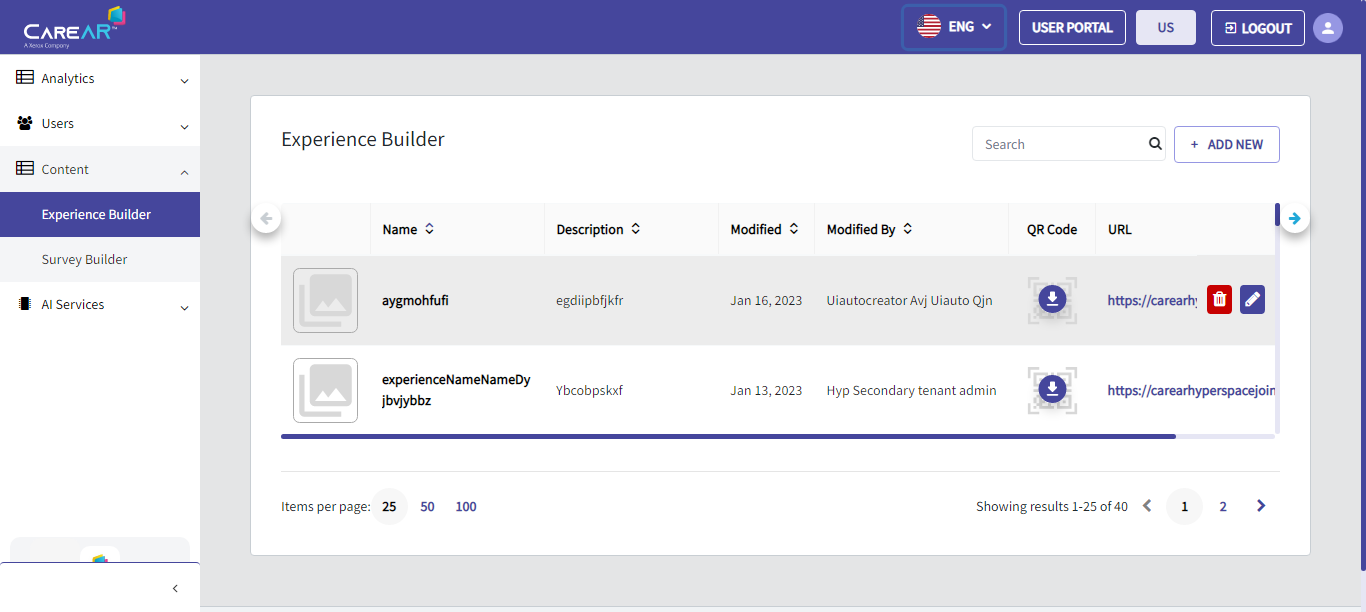 CAREAR™
A Xerox Company
ENG
USER PORTAL
US
LOGOUT
Analytics
Users
Content
Experience Builder
Survey Builder
AI Services
Experience Builder
Search
+ ADD NEW
Name
Description
Modified
Modified By
QR Code
URL
aygmohfufi
egdiipbfjkfr
Jan 16, 2023
Uiautocreator Avj Uiauto Qjn
https://carearhy
experienceNameNameDy
jbvjybbz
Ybcobpskxf
Jan 13, 2023
Hyp Secondary tenant admin
https://carearhyperspacejoin
Items per page: 25 50 100
Showing results 1-25 of 40
1
2